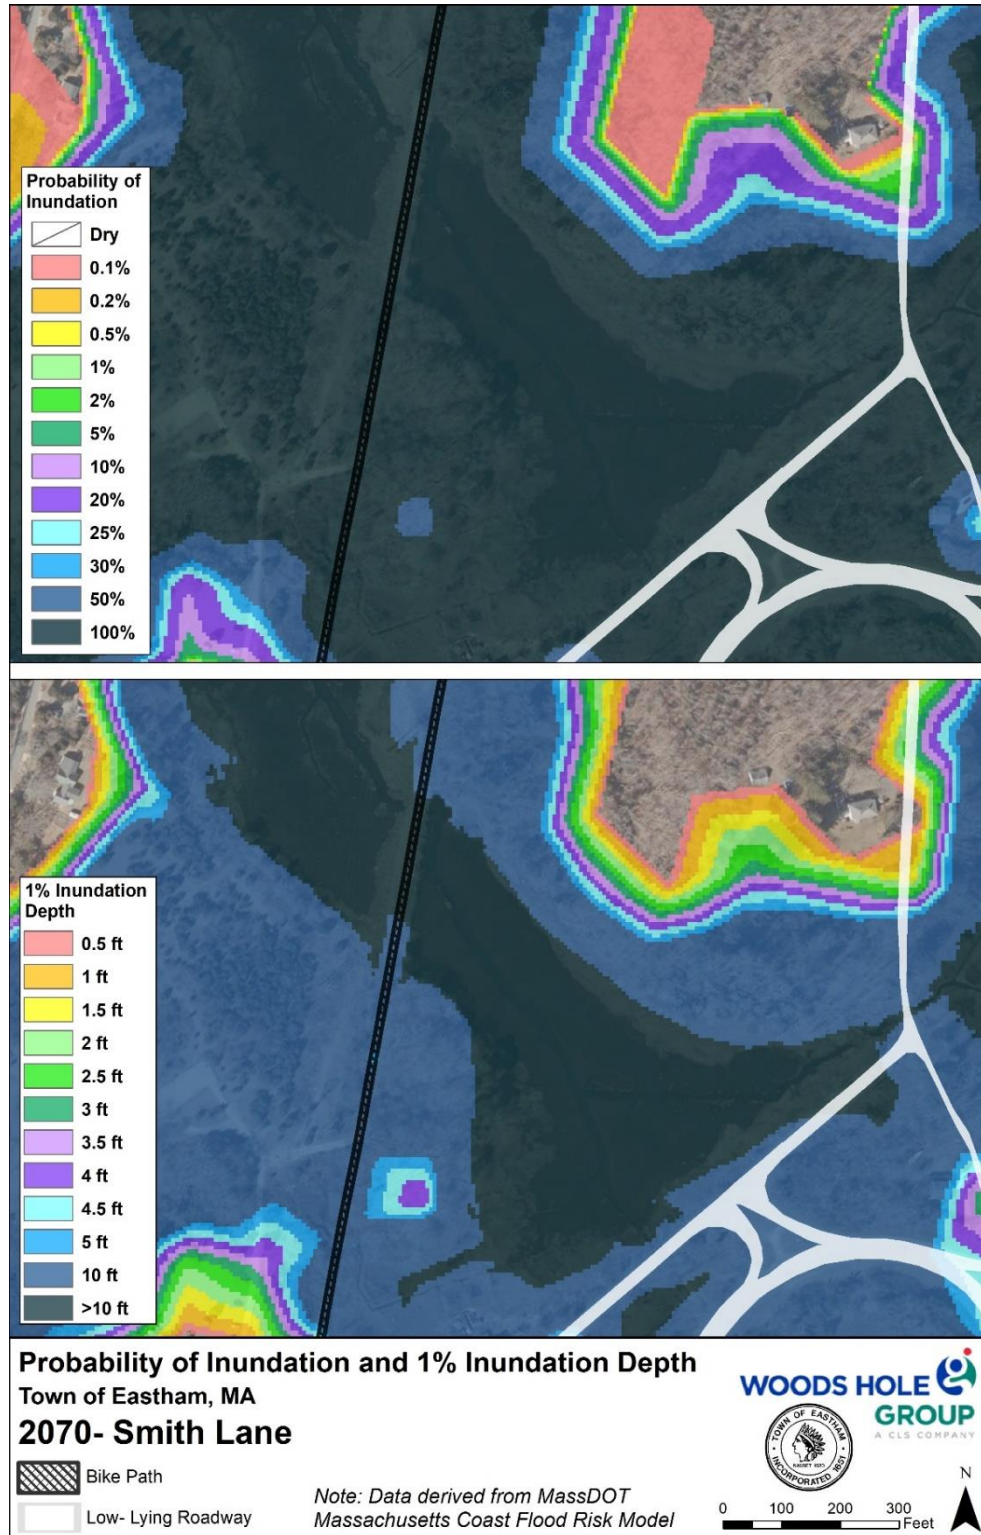 Probability of
Inundation
Dry
0.1%
0.2%
0.5%
1%
2%
5%
10%
20%
25%
30%
50%
100%
1% Inundation
Depth
0.5 ft
1 ft
1.5 ft
2 ft
2.5 ft
3 ft
3.5 ft
4 ft
4.5 ft
5 ft
10 ft
>10 ft
Probability of Inundation and 1% Inundation Depth
Town of Eastham, MA
2070- Smith Lane
Bike Path
Low- Lying Roadway
Note: Data derived from MassDOT
Massachusetts Coast Flood Risk Model
WOODS HOLE
GROUP
A CLS COMPANY
TOWN OF EASTHAM
INCORPORATED 1651
N
0 100 200 300
Feet